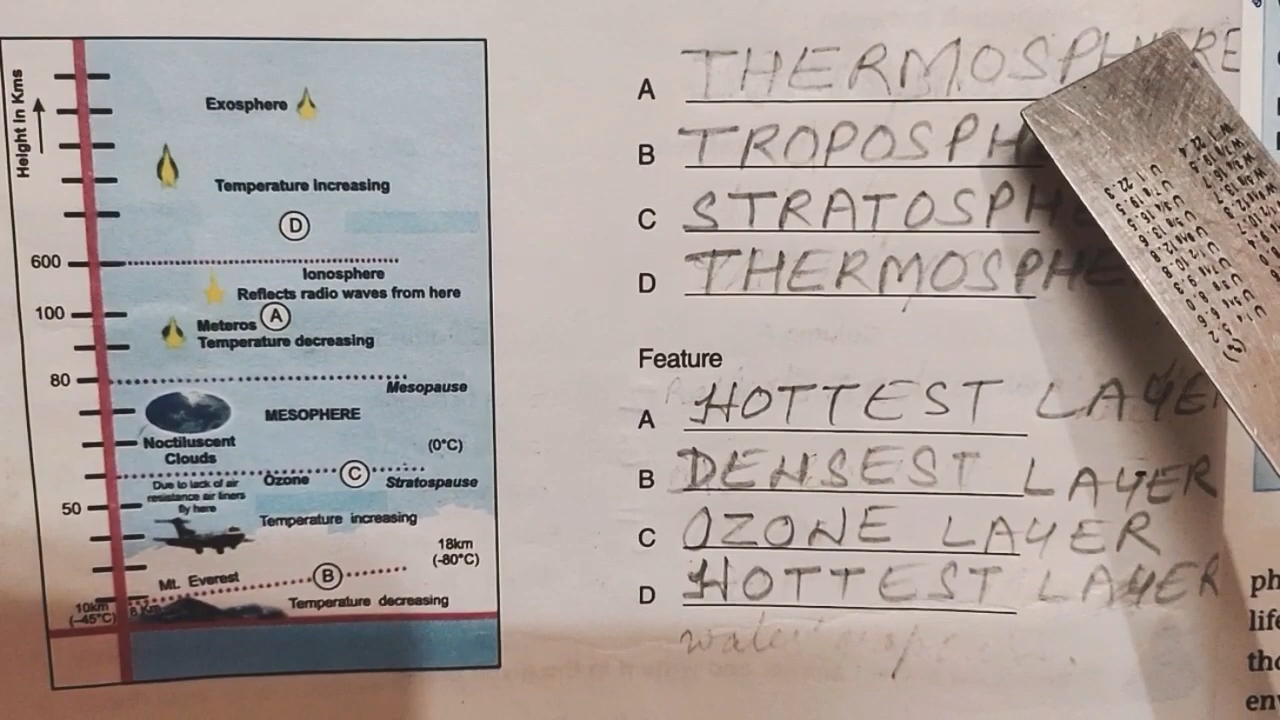 Height in Kms
Exosphere
Temperature Increasing
D
600
Ionosphere
Reflects radio waves from here
100
Meteros A
Temperature decreasing
80
Mesopause
MESOPHERE
Noctiluscent
Clouds
(0°C)
Ozone C
Stratospause
Due to lack of air
resistance air liners
fly here
50
Temperature increasing
18km
(-80°C)
Mt. Everest
B
10km
(-45°C)
8 Km
Temperature decreasing
A THERMOSPHERE
B TROPOSPH
C STRATOSPHE
D THERMOSPHE
Feature
A HOTTEST LAYE
B DENSEST LAYER
C OZONE LAYER
D HOTTEST LAYER
water
ph
life
tho
en